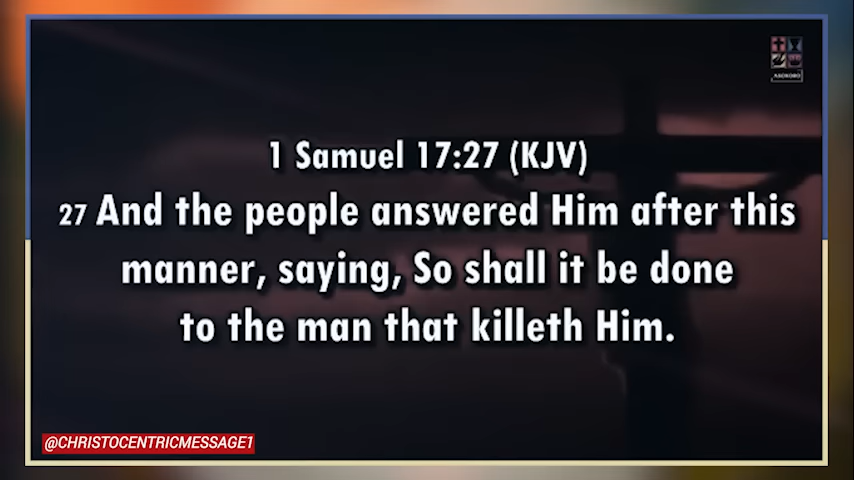 ASOKORO
1 Samuel 17:27 (KJV)
27 And the people answered Him after this
manner, saying, So shall it be done
to the man that killeth Him.
@CHRISTOCENTRICMESSAGE1